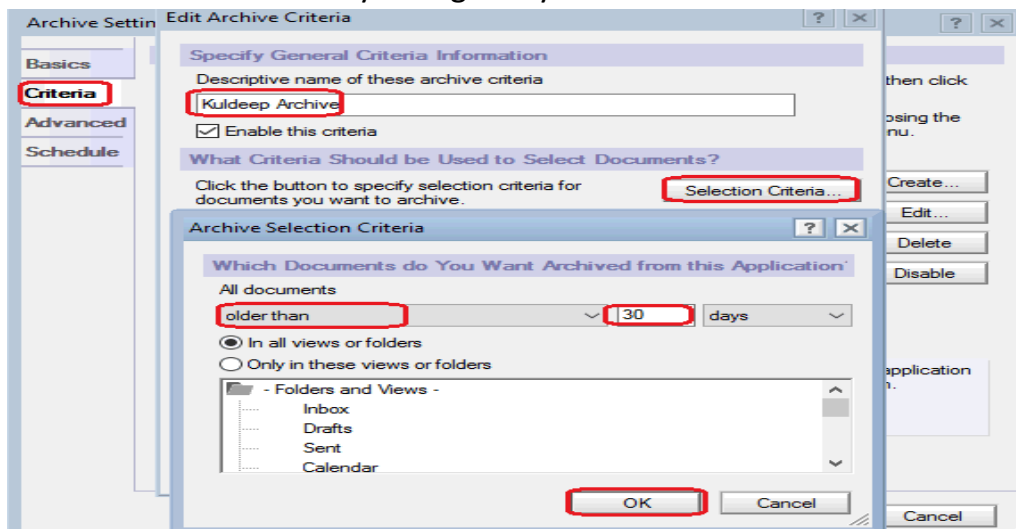 Archive Settin
Edit Archive Criteria
Basics
Criteria
Advanced
Schedule
Specify General Criteria Information
Descriptive name of these archive criteria
Kuldeep Archive
Enable this criteria
What Criteria Should be Used to Select Documents?
Click the button to specify selection criteria for
documents you want to archive.
Selection Criteria...
then click
osing the
nu.
Create...
Edit...
Delete
Disable
Archive Selection Criteria
Which Documents do You Want Archived from this Application
All documents
older than
30
days
In all views or folders
Only in these views or folders
- Folders and Views -
Inbox
Drafts
Sent
Calendar
OK
Cancel
application
Cancel